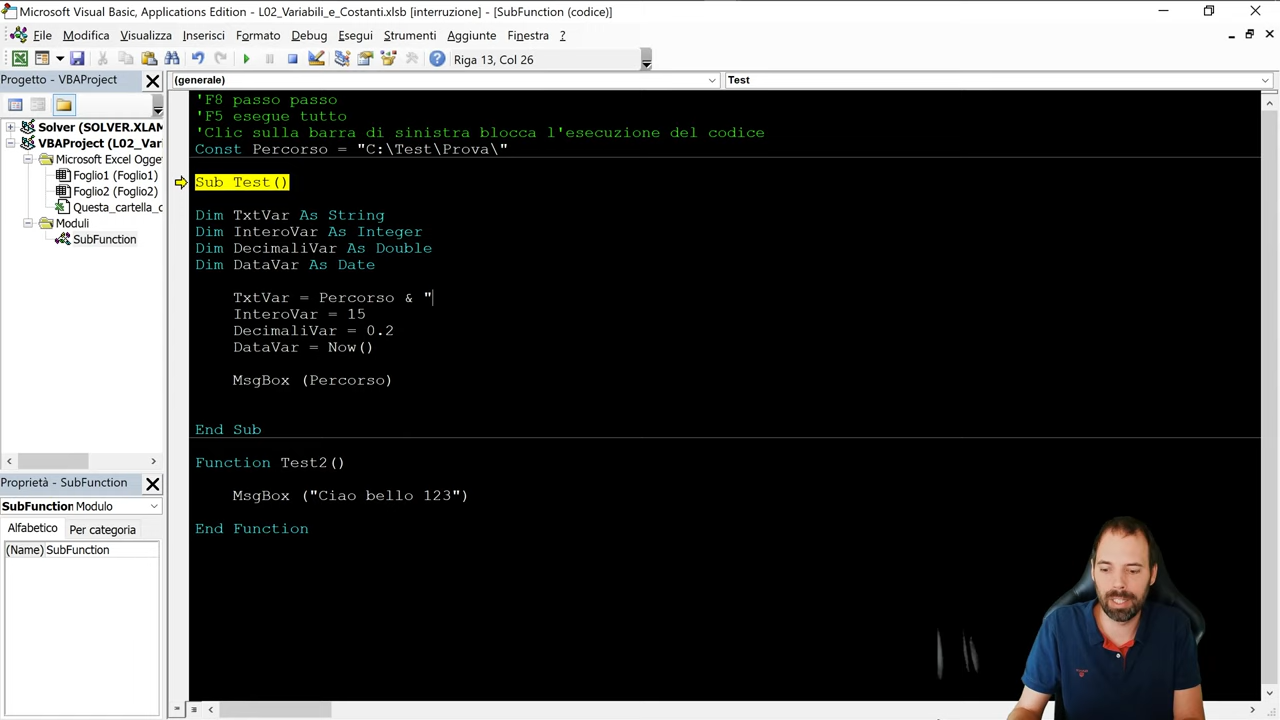 Microsoft Visual Basic, Applications Edition - L02_Variabili_e_Costanti.xlsb [interruzione] - [SubFunction (codice)]
File Modifica Visualizza Inserisci Formato Debug Esegui Strumenti Aggiunte Finestra ?
Riga 13, Col 26
Progetto - VBAProject
(generale)
Test
Solver (SOLVER.XLAM
VBAProject (L02_Vari
Microsoft Excel Ogge
Foglio1 (Foglio1)
Foglio2 (Foglio2)
Questa_cartella_c
Moduli
SubFunction
Proprietà - SubFunction
SubFunction Modulo
Alfabetico Per categoria
(Name) SubFunction
'F8 passo passo
'F5 esegue tutto
'Clic sulla barra di sinistra blocca l'esecuzione del codice
Const Percorso = "C:\Test\Prova\"
Sub Test()
Dim TxtVar As String
Dim InteroVar As Integer
Dim DecimaliVar As Double
Dim DataVar As Date
TxtVar = Percorso & "
InteroVar = 15
DecimaliVar = 0.2
DataVar = Now()
MsgBox (Percorso)
End Sub
Function Test2()
MsgBox ("Ciao bello 123")
End Function